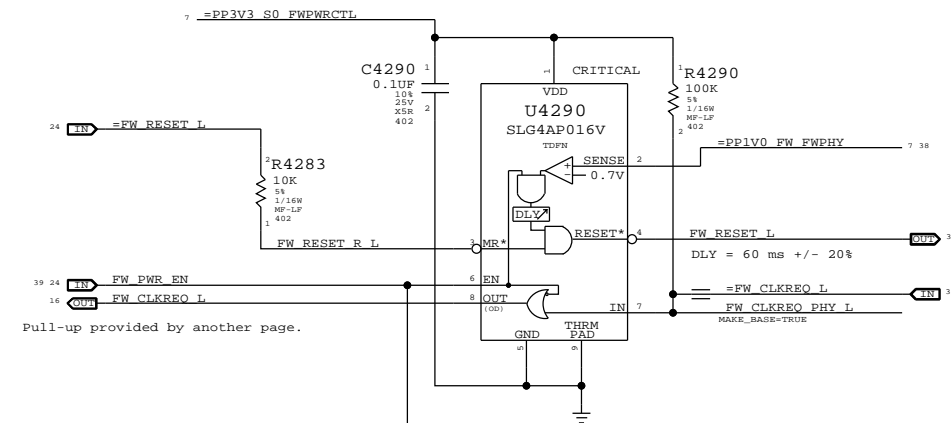 7 =PP3V3_S0_FWPWRCTL
C4290 1
0.1UF
10%
25V
X5R 2
402
1
CRITICAL
VDD
U4290
SLG4AP016V
TDFN
1 R4290
100K
5%
1/16W
MF-LF
2 402
24 IN =FW_RESET_L
=PP1V0_FW_FWPHY 7 38
SENSE 2
+
- 0.7V
2 R4283
10K
5%
1/16W
MF-LF
402
1
DLY
FW_RESET_R_L 3 MR*
RESET* 4 FW_RESET_L OUT
DLY = 60 ms +/- 20%
39 24 IN FW_PWR_EN 6 EN
16 OUT FW_CLKREQ_L 8 OUT
(OD)
=FW_CLKREQ_L IN
IN 7 FW_CLKREQ_PHY_L
MAKE_BASE=TRUE
Pull-up provided by another page.
GND
5
THRM
PAD
9